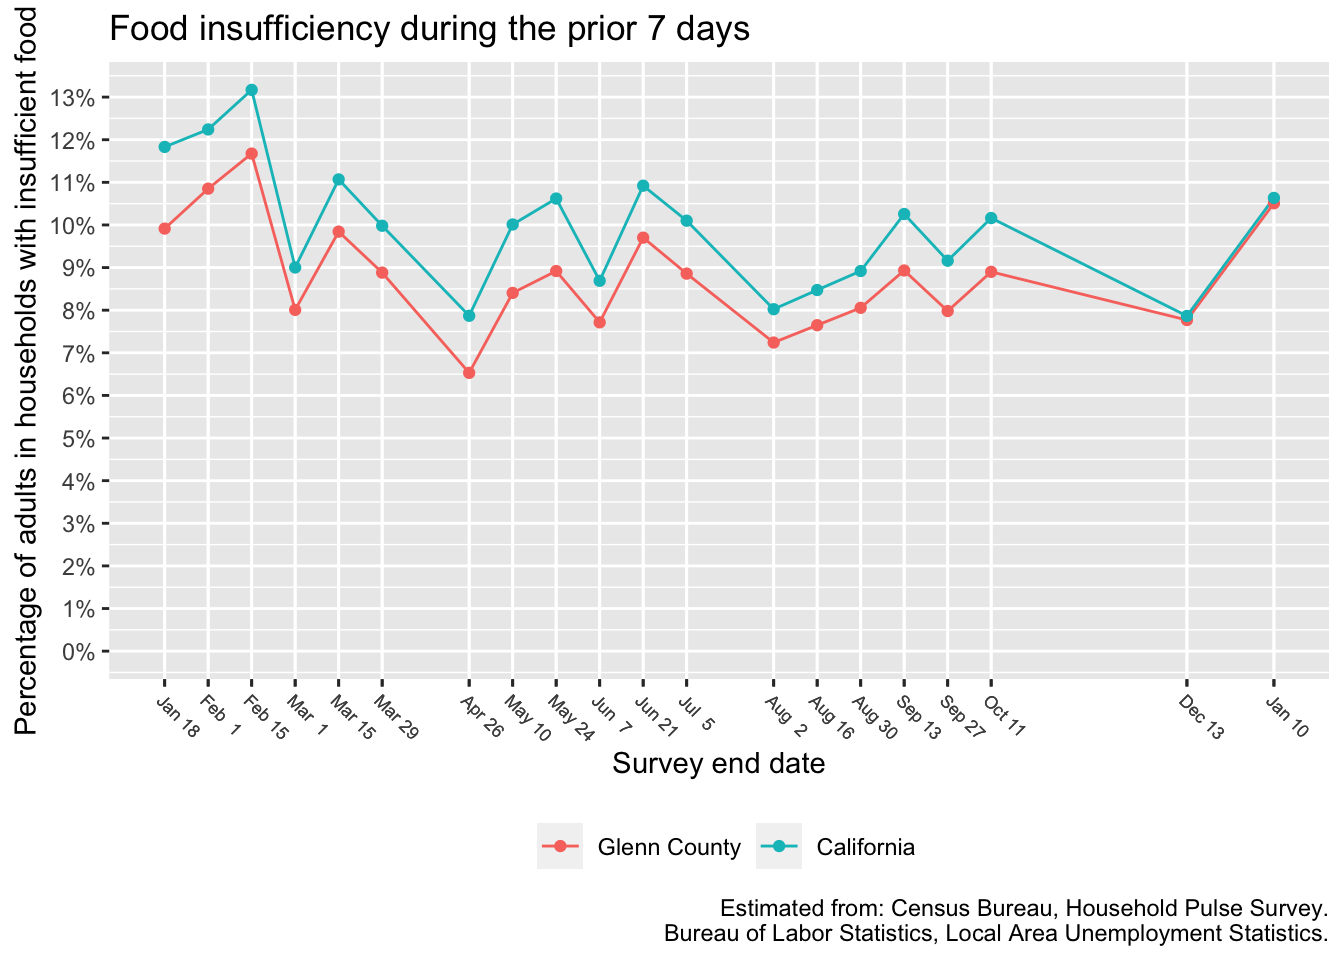 Food insufficiency during the prior 7 days
Percentage of adults in households with insufficient food
13%
12%
11%
10%
9%
8%
7%
6%
5%
4%
3%
2%
1%
0%
Jan 18
Feb 1
Feb 15
Mar 1
Mar 15
Mar 29
Apr 26
May 10
May 24
Jun 7
Jun 21
Jul 5
Aug 2
Aug 16
Aug 30
Sep 13
Sep 27
Oct 11
Dec 13
Jan 10
Survey end date
Glenn County
California
Estimated from: Census Bureau, Household Pulse Survey.
Bureau of Labor Statistics, Local Area Unemployment Statistics.